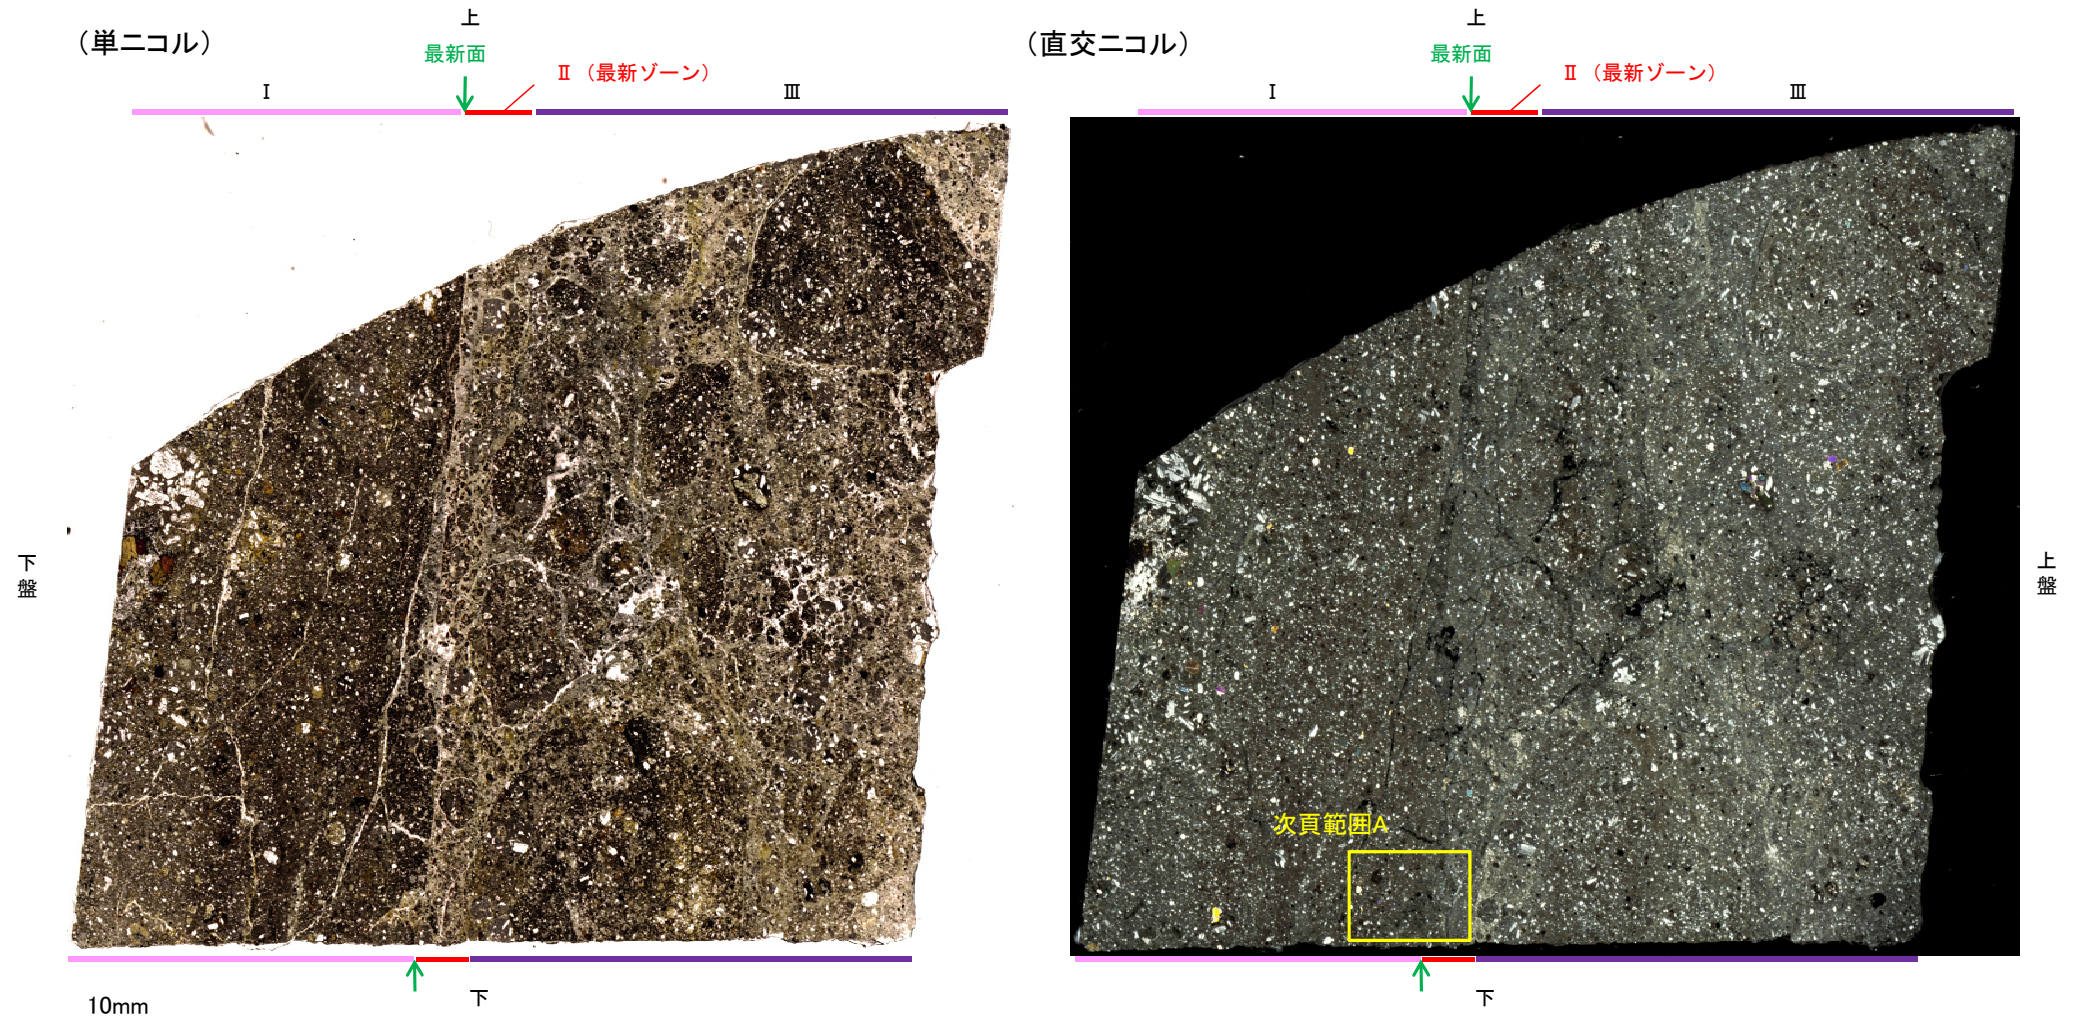 （単ニコル）
上
最新面
Ⅰ
Ⅱ（最新ゾーン）
Ⅲ
下盤
10mm
下
（直交ニコル）
上
最新面
Ⅰ
Ⅱ（最新ゾーン）
Ⅲ
次頁範囲A
上盤
下